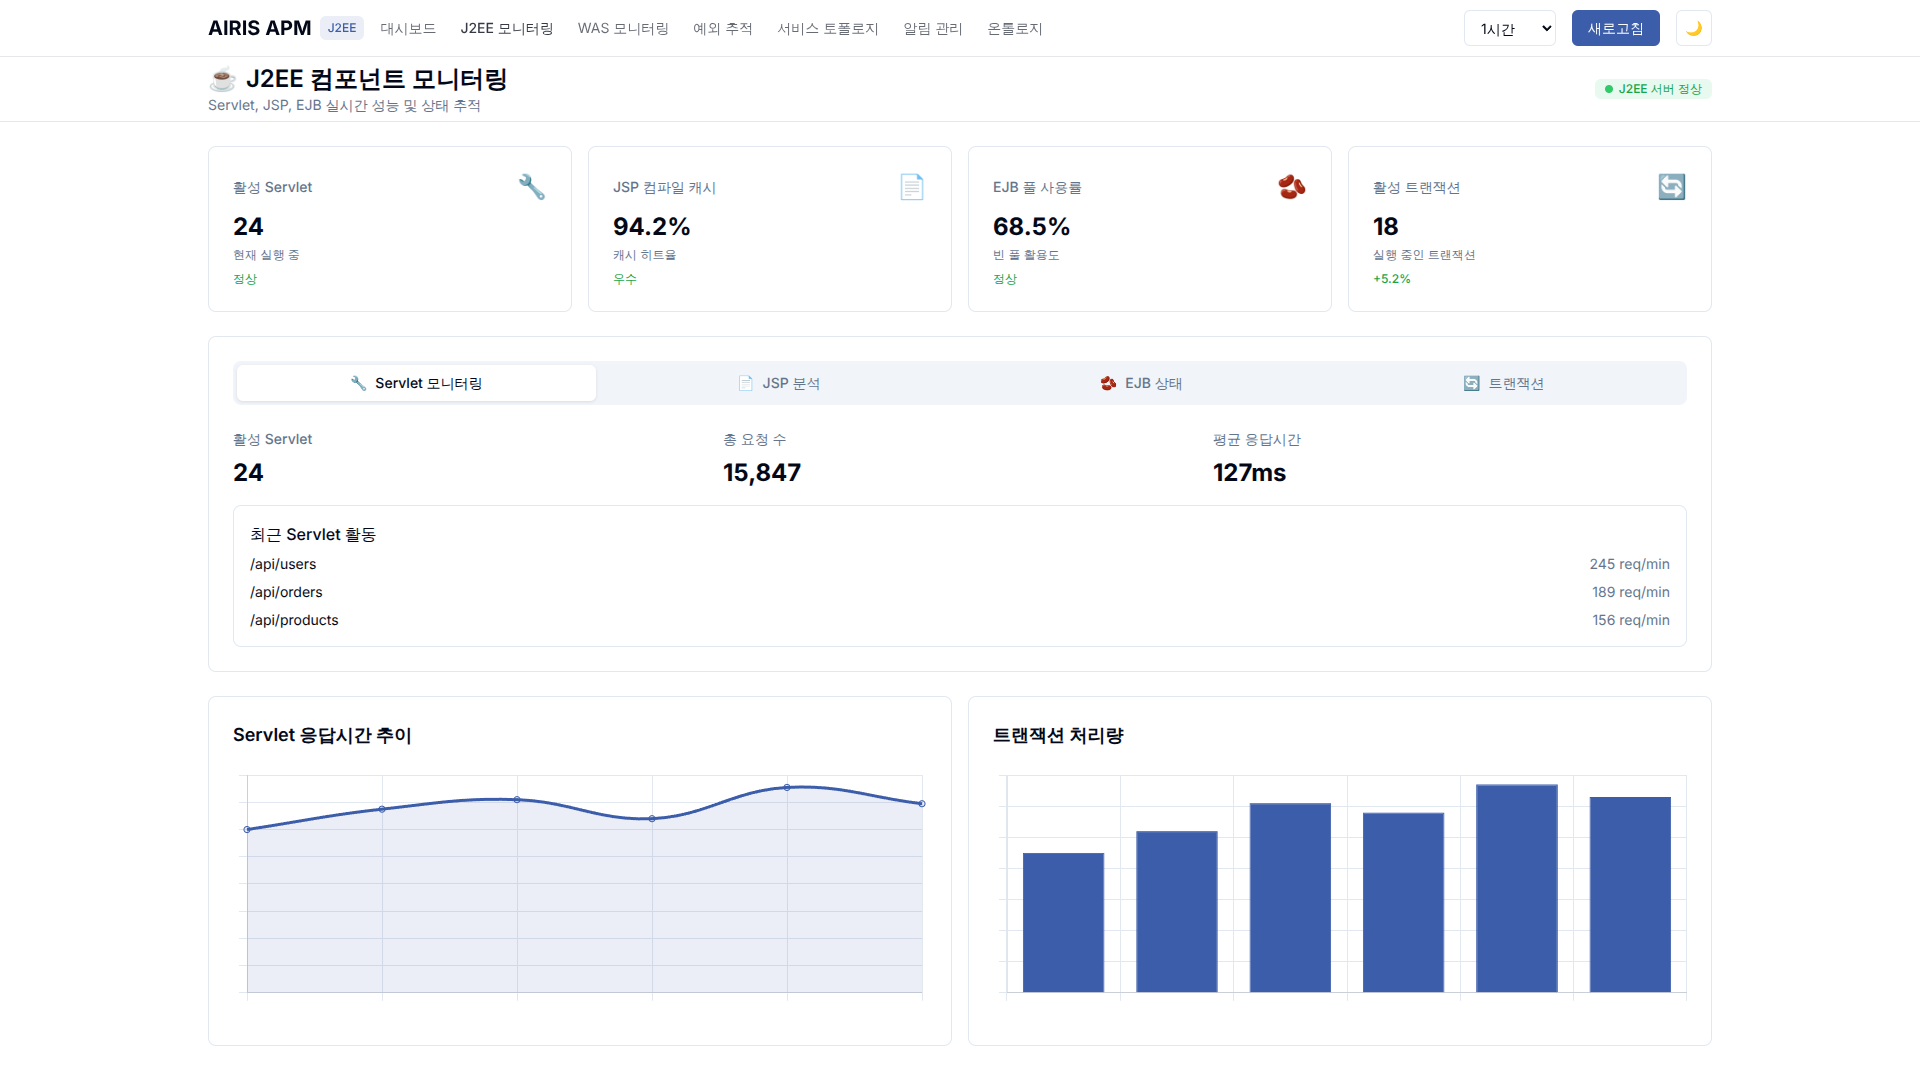 AIRIS APM J2EE 대시보드 J2EE 모니터링 WAS 모니터링 예외 추적 서비스 토폴로지 알림 관리 온톨로지 1시간 새로고침
☕ J2EE 컴포넌트 모니터링
Servlet, JSP, EJB 실시간 성능 및 상태 추적
J2EE 서버 정상
활성 Servlet
24
현재 실행 중
정상
JSP 컴파일 캐시
94.2%
캐시 히트율
우수
EJB 풀 사용률
68.5%
빈 풀 활용도
정상
활성 트랜잭션
18
실행 중인 트랜잭션
+5.2%
Servlet 모니터링 JSP 분석 EJB 상태 트랜잭션
활성 Servlet
24
총 요청 수
15,847
평균 응답시간
127ms
최근 Servlet 활동
/api/users 245 req/min
/api/orders 189 req/min
/api/products 156 req/min
Servlet 응답시간 추이
트랜잭션 처리량